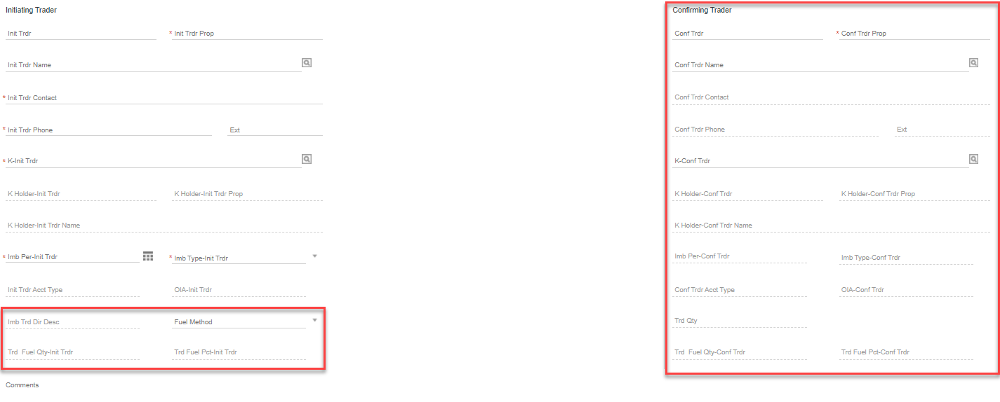 Initiating Trader
Init Trdr * Init Trdr Prop
Init Trdr Name
* Init Trdr Contact
* Init Trdr Phone Ext
* K-Init Trdr
K Holder-Init Trdr K Holder-Init Trdr Prop
K Holder-Init Trdr Name
* Imb Per-Init Trdr * Imb Type-Init Trdr
Init Trdr Acct Type OIA-Init Trdr
Imb Trd Dir Desc Fuel Method
Trd Fuel Qty-Init Trdr Trd Fuel Pct-Init Trdr
Comments
Confirming Trader
Conf Trdr * Conf Trdr Prop
Conf Trdr Name
Conf Trdr Contact
Conf Trdr Phone Ext
K-Conf Trdr
K Holder-Conf Trdr K Holder-Conf Trdr Prop
K Holder-Conf Trdr Name
Imb Per-Conf Trdr Imb Type-Conf Trdr
Conf Trdr Acct Type OIA-Conf Trdr
Trd Qty
Trd Fuel Qty-Conf Trdr Trd Fuel Pct-Conf Trdr